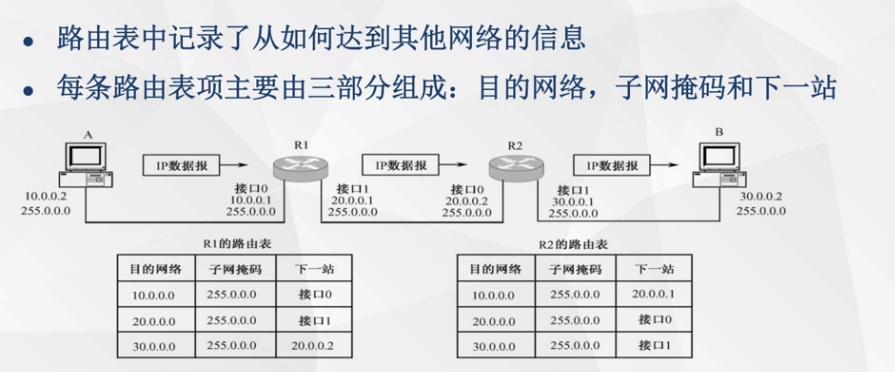 路由表中记录了从如何达到其他网络的信息
每条路由表项主要由三部分组成：目的网络，子网掩码和下一站
A
R1
R2
B
IP数据报
IP数据报
IP数据报
10.0.0.2
255.0.0.0
接口0
10.0.0.1
255.0.0.0
接口1
20.0.0.1
255.0.0.0
接口0
20.0.0.2
255.0.0.0
接口1
30.0.0.1
255.0.0.0
30.0.0.2
255.0.0.0
R1的路由表
目的网络 子网掩码 下一站
10.0.0.0 255.0.0.0 接口0
20.0.0.0 255.0.0.0 接口1
30.0.0.0 255.0.0.0 20.0.0.2
R2的路由表
目的网络 子网掩码 下一站
10.0.0.0 255.0.0.0 20.0.0.1
20.0.0.0 255.0.0.0 接口0
30.0.0.0 255.0.0.0 接口1